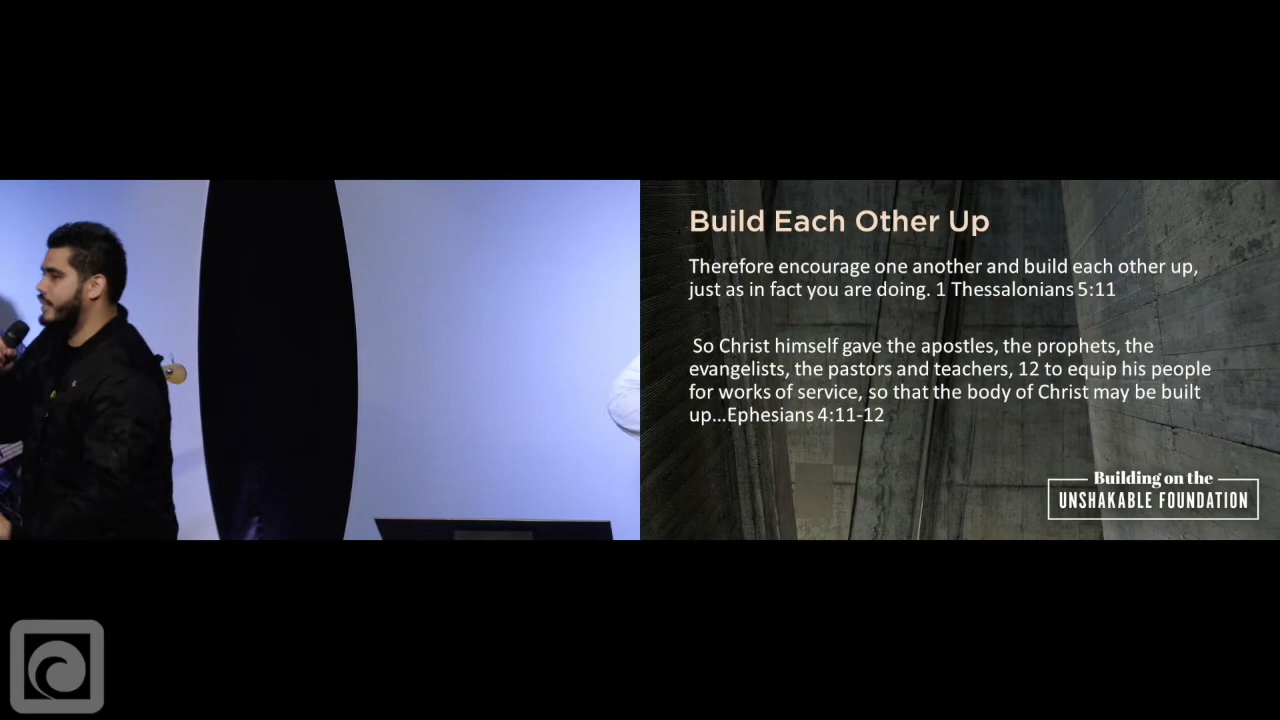 Build Each Other Up
Therefore encourage one another and build each other up,
just as in fact you are doing. 1 Thessalonians 5:11
So Christ himself gave the apostles, the prophets, the
evangelists, the pastors and teachers, 12 to equip his people
for works of service, so that the body of Christ may be built
up...Ephesians 4:11-12
Building on the
UNSHAKABLE FOUNDATION